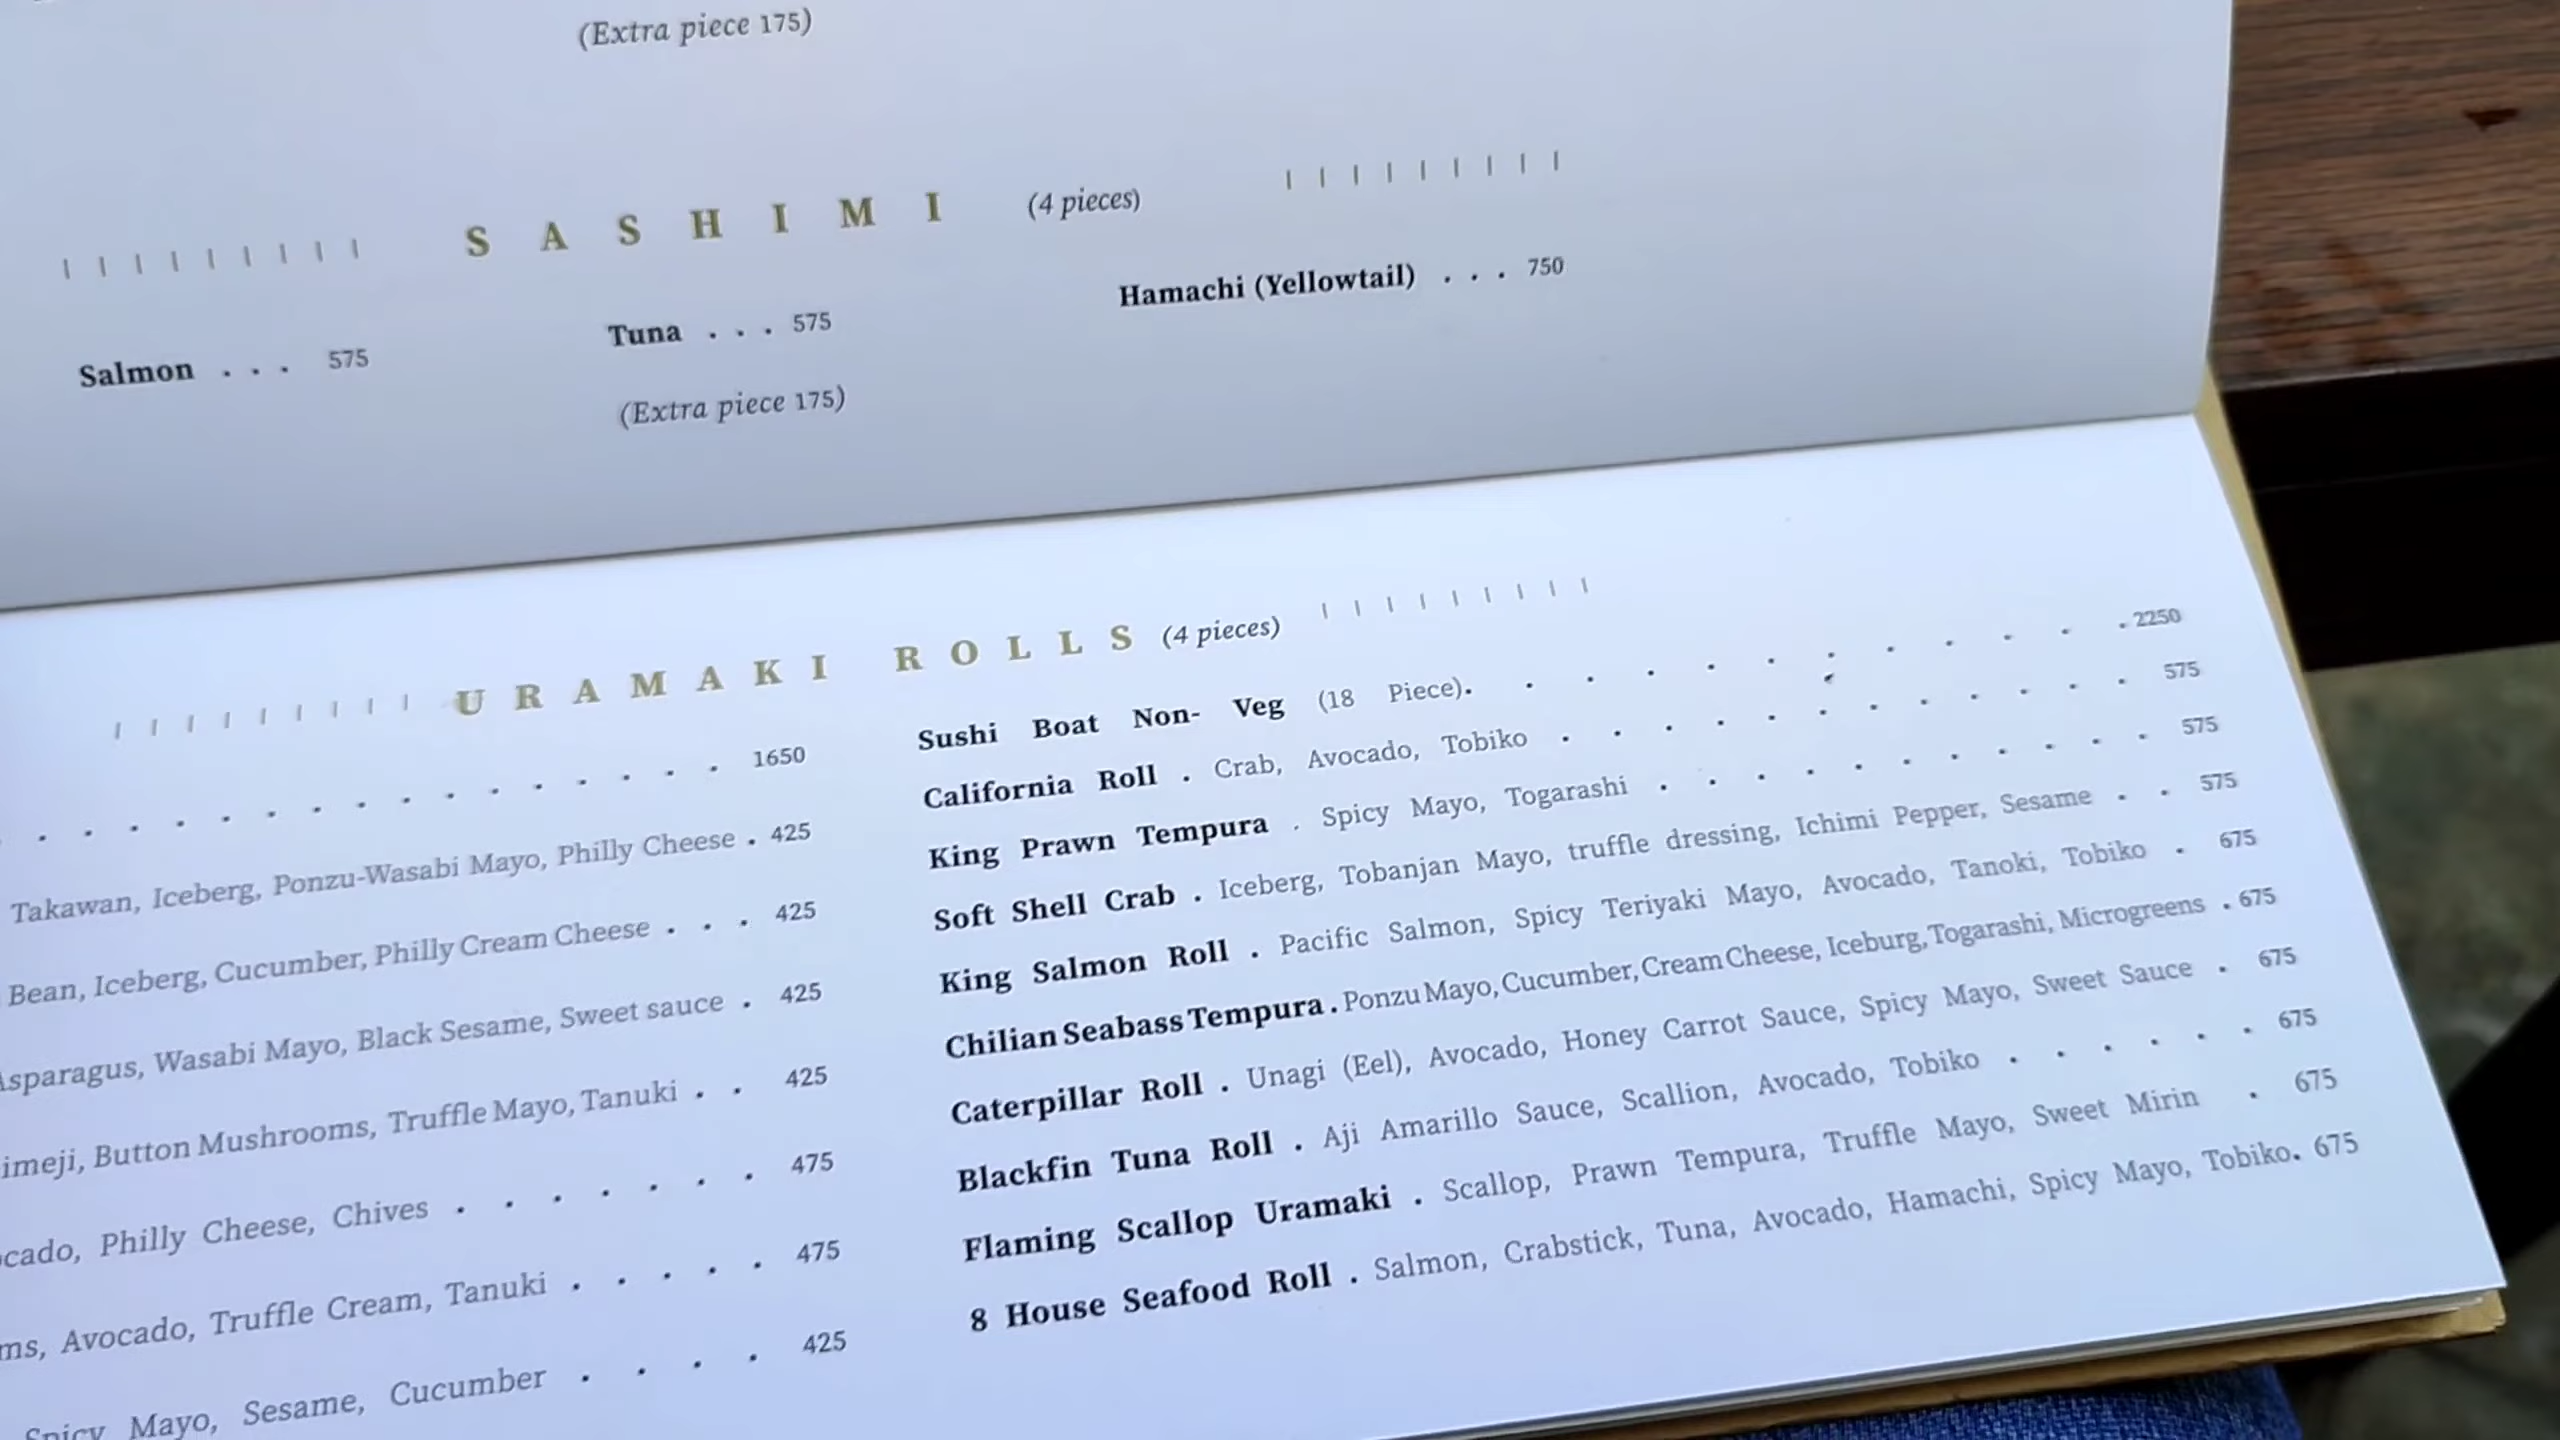 (Extra piece 175)
SASHIMI (4 pieces)
Salmon . . . 575
Tuna . . . 575
Hamachi (Yellowtail) . . . 750
(Extra piece 175)
URAMAKI ROLLS (4 pieces)
. . . . . . . . . . . . . . . . 1650
Takawan, Iceberg, Ponzu-Wasabi Mayo, Philly Cheese . 425
Bean, Iceberg, Cucumber, Philly Cream Cheese . . . 425
Asparagus, Wasabi Mayo, Black Sesame, Sweet sauce . 425
imeji, Button Mushrooms, Truffle Mayo, Tanuki . . 425
ocado, Philly Cheese, Chives . . . . . . . 475
ms, Avocado, Truffle Cream, Tanuki . . . . . 475
Spicy Mayo, Sesame, Cucumber . . . . 425
Sushi Boat Non- Veg (18 Piece). . . . . . . . . . . . 2250
California Roll . Crab, Avocado, Tobiko . . . . . . . . . . . . 575
King Prawn Tempura . Spicy Mayo, Togarashi . . . . . . . . . . . 575
Soft Shell Crab . Iceberg, Tobanjan Mayo, truffle dressing, Ichimi Pepper, Sesame . . 575
King Salmon Roll . Pacific Salmon, Spicy Teriyaki Mayo, Avocado, Tanoki, Tobiko . 675
Chilian Seabass Tempura . Ponzu Mayo, Cucumber, Cream Cheese, Iceburg, Togarashi, Microgreens . 675
Caterpillar Roll . Unagi (Eel), Avocado, Honey Carrot Sauce, Spicy Mayo, Sweet Sauce . 675
Blackfin Tuna Roll . Aji Amarillo Sauce, Scallion, Avocado, Tobiko . . . . . . 675
Flaming Scallop Uramaki . Scallop, Prawn Tempura, Truffle Mayo, Sweet Mirin . 675
8 House Seafood Roll . Salmon, Crabstick, Tuna, Avocado, Hamachi, Spicy Mayo, Tobiko. 675